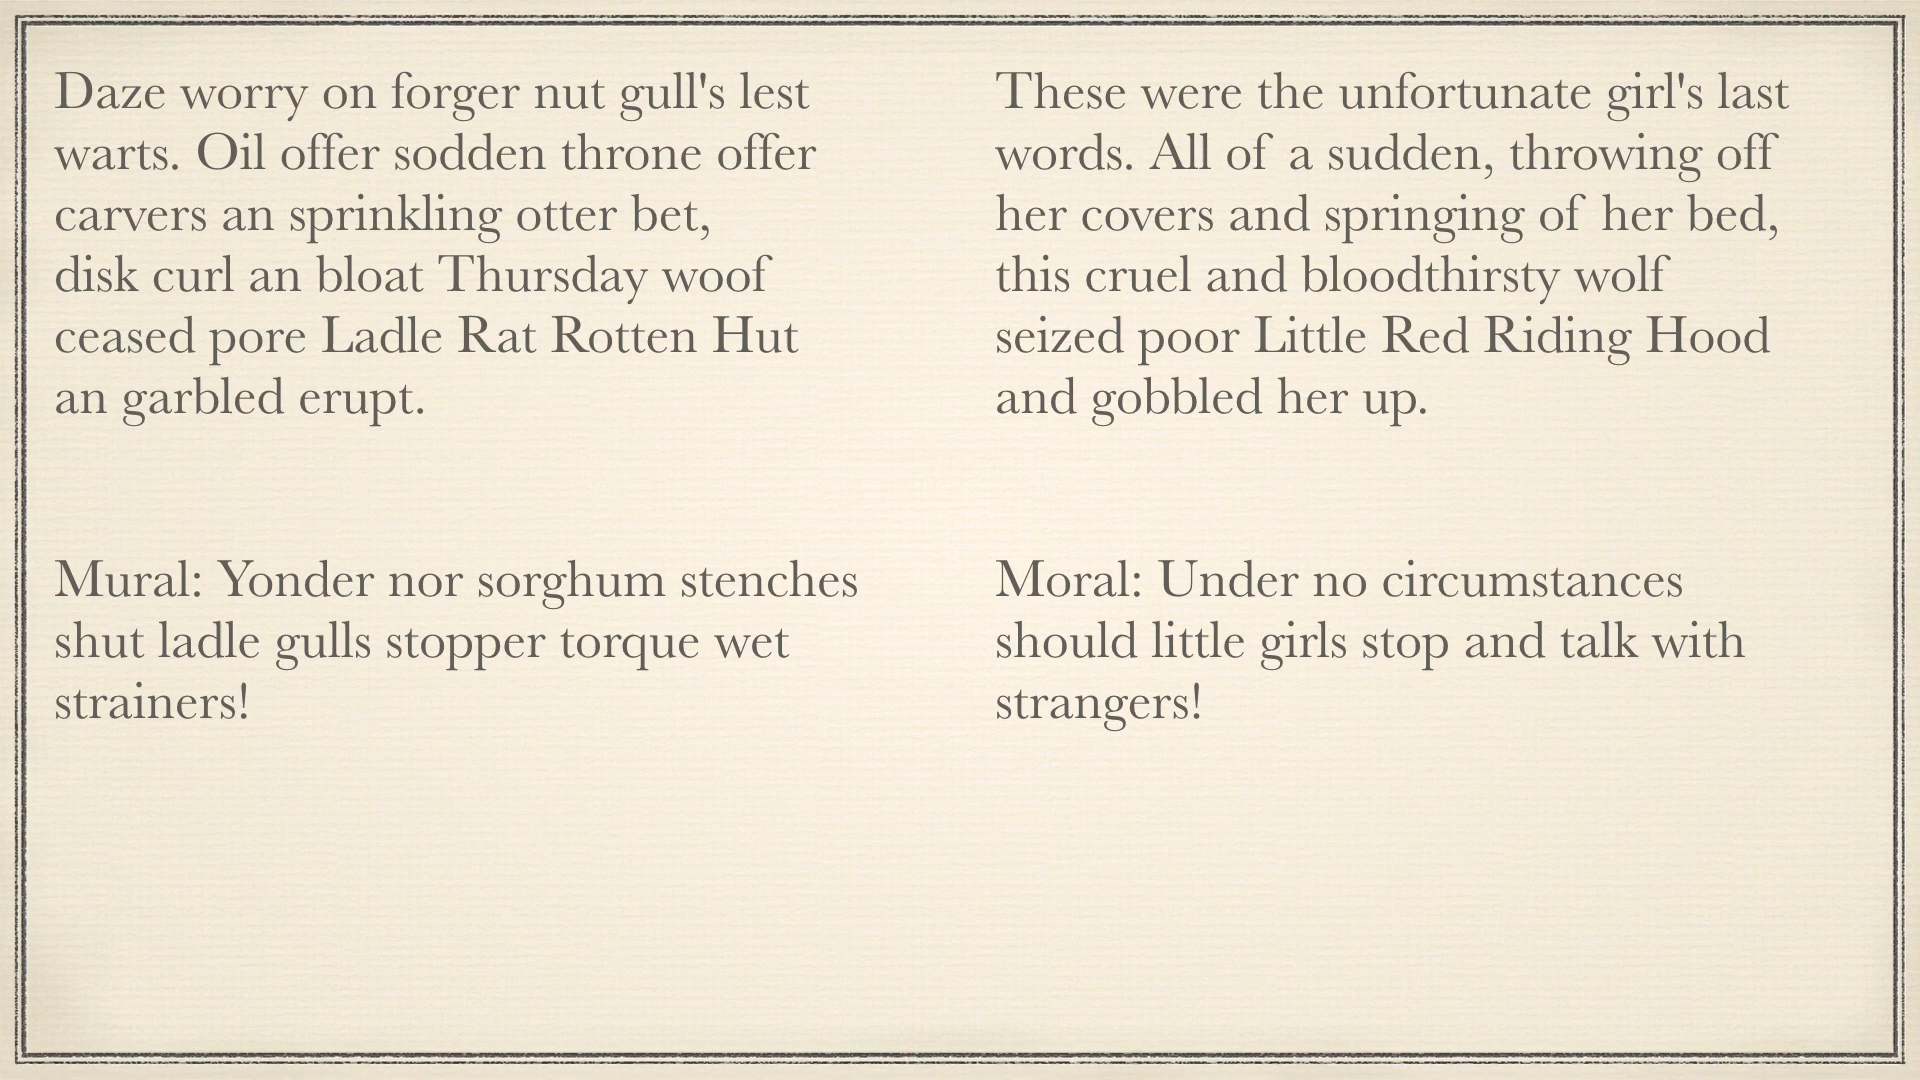 Daze worry on forger nut gull's lest
warts. Oil offer sodden throne offer
carvers an sprinkling otter bet,
disk curl an bloat Thursday woof
ceased pore Ladle Rat Rotten Hut
an garbled erupt.
Mural: Yonder nor sorghum stenches
shut ladle gulls stopper torque wet
strainers!
These were the unfortunate girl's last
words. All of a sudden, throwing off
her covers and springing of her bed,
this cruel and bloodthirsty wolf
seized poor Little Red Riding Hood
and gobbled her up.
Moral: Under no circumstances
should little girls stop and talk with
strangers!